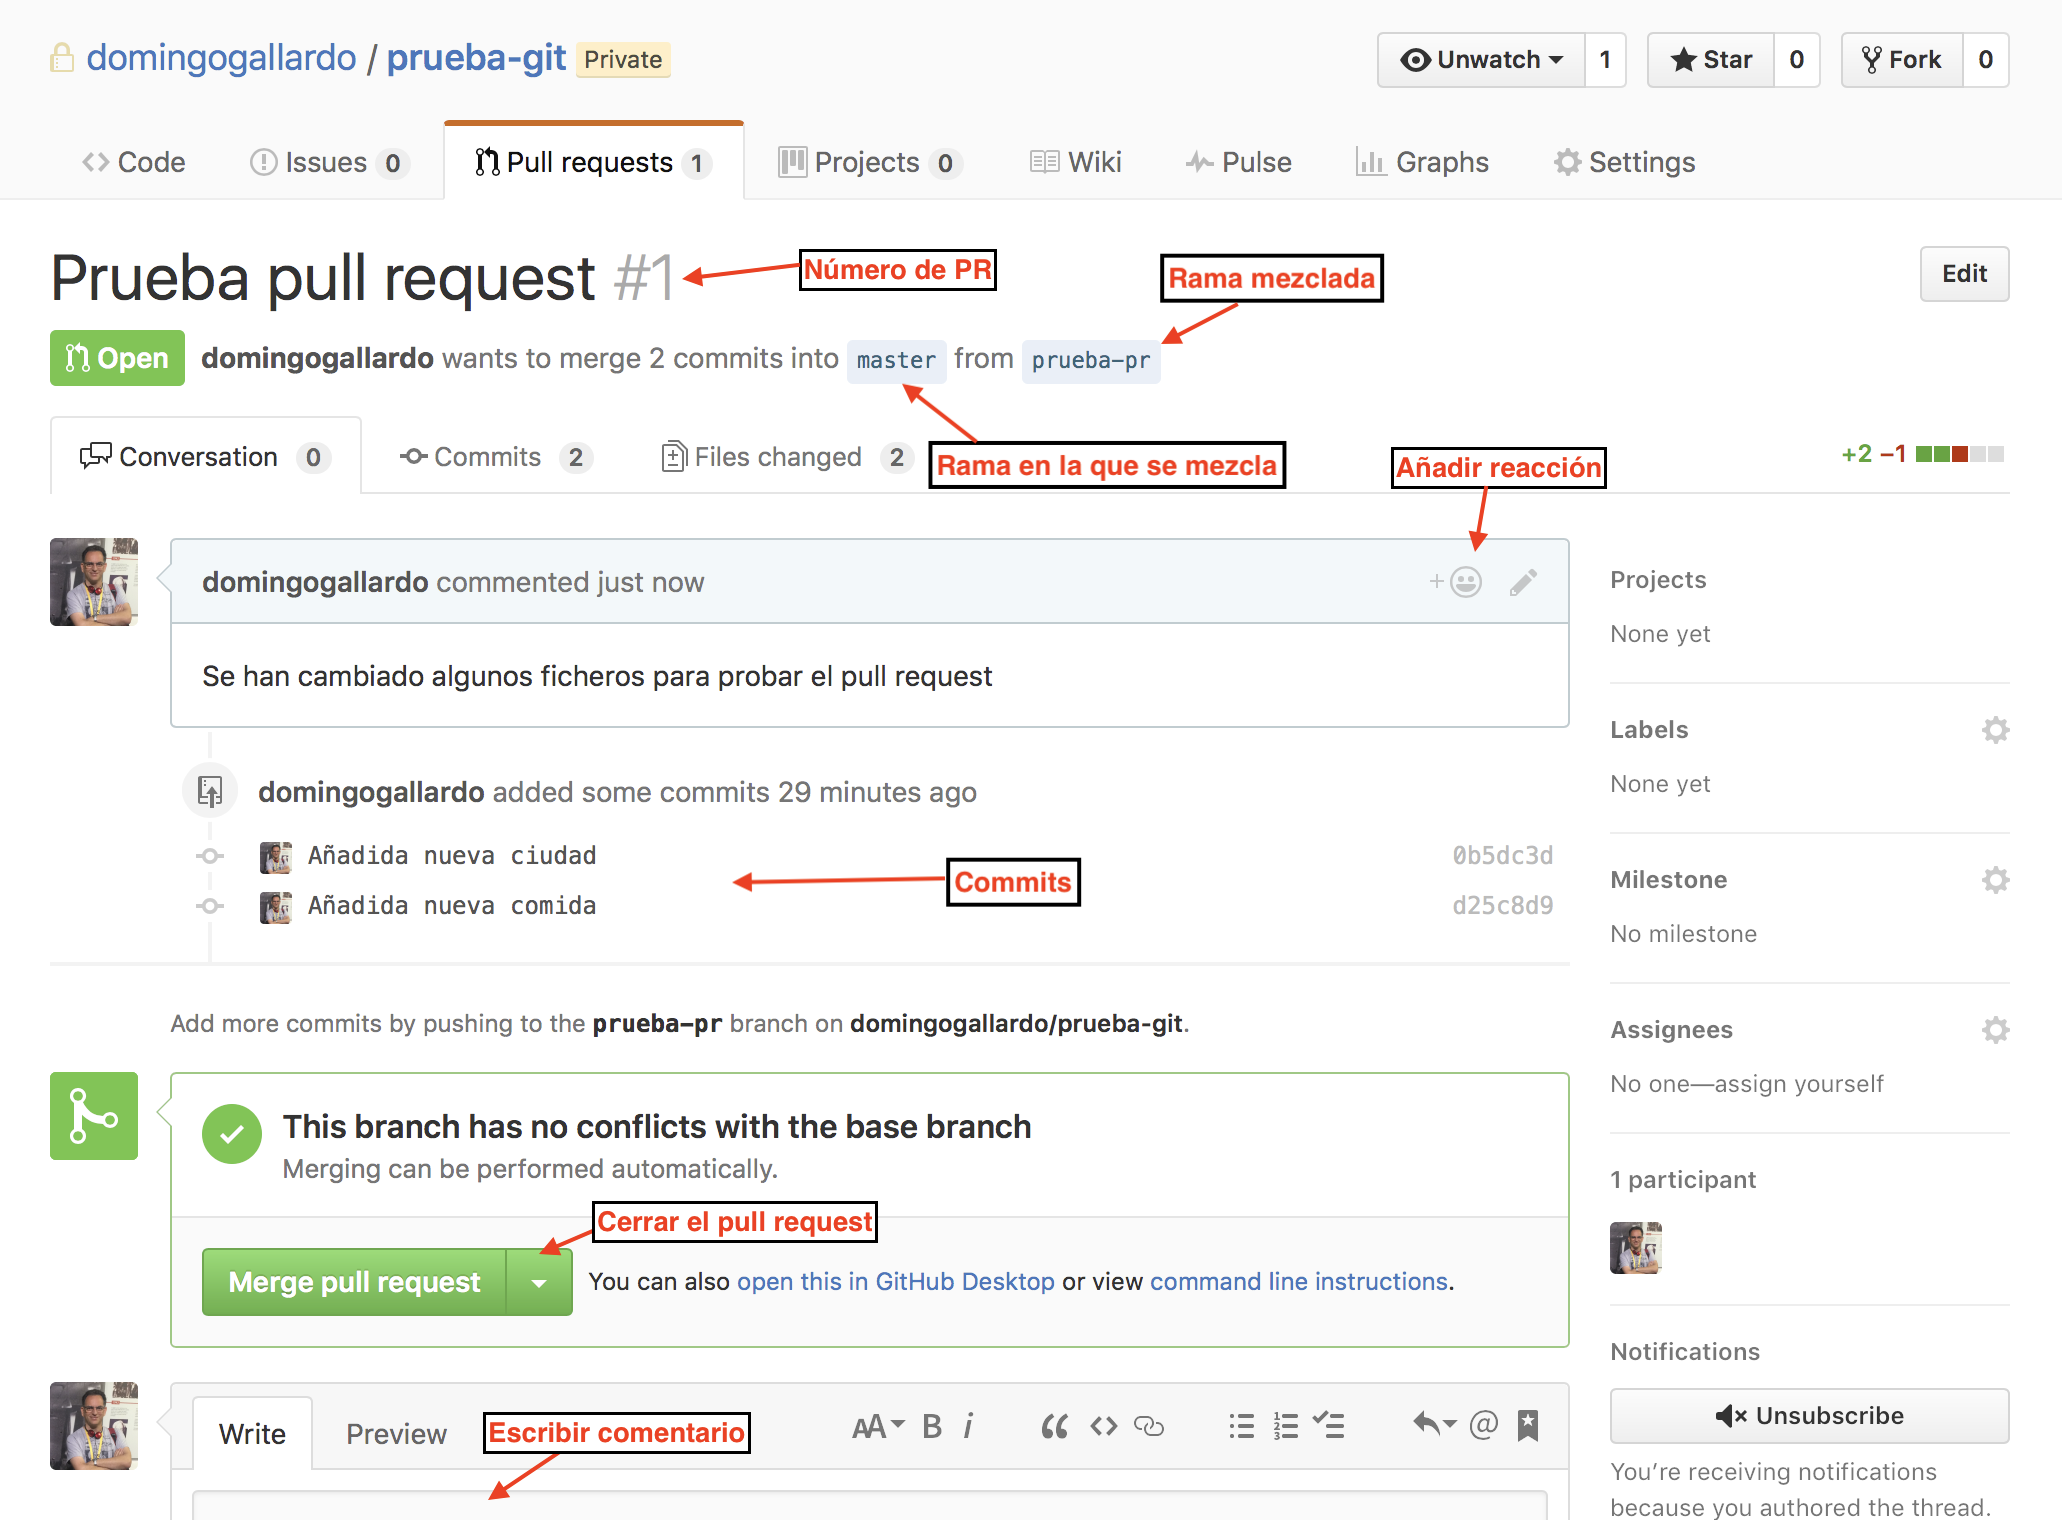 domingogallardo / prueba-git Private
Unwatch 1 Star 0 Fork 0
Code Issues 0 Pull requests 1 Projects 0 Wiki Pulse Graphs Settings
Prueba pull request #1
Número de PR
Rama mezclada
Edit
Open domingogallardo wants to merge 2 commits into master from prueba-pr
Conversation 0 Commits 2 Files changed 2
Rama en la que se mezcla
Añadir reacción
+2 −1
domingogallardo commented just now
Se han cambiado algunos ficheros para probar el pull request
domingogallardo added some commits 29 minutes ago
Añadida nueva ciudad 0b5dc3d
Commits
Añadida nueva comida d25c8d9
Add more commits by pushing to the prueba-pr branch on domingogallardo/prueba-git.
This branch has no conflicts with the base branch
Merging can be performed automatically.
Cerrar el pull request
Merge pull request You can also open this in GitHub Desktop or view command line instructions.
Write Preview
Escribir comentario
AA B i @
Projects
None yet
Labels
None yet
Milestone
No milestone
Assignees
No one—assign yourself
1 participant
Notifications
Unsubscribe
You're receiving notifications
because you authored the thread.